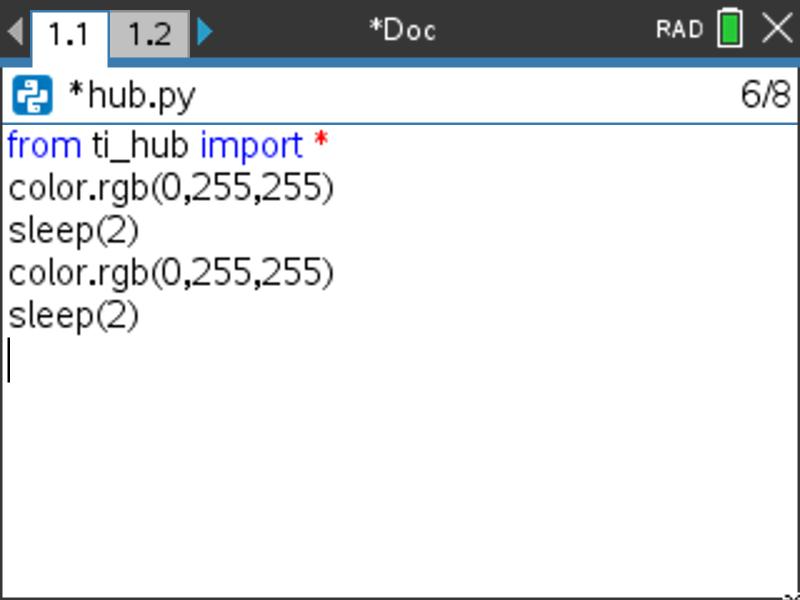 1.1 1.2 *Doc RAD
*hub.py 6/8
from ti_hub import *
color.rgb(0,255,255)
sleep(2)
color.rgb(0,255,255)
sleep(2)